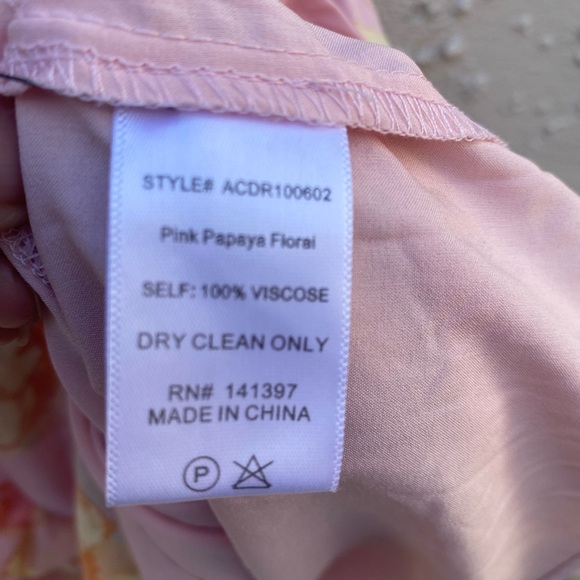 STYLE# ACDR100602
Pink Papaya Floral
SELF: 100% VISCOSE
DRY CLEAN ONLY
RN# 141397
MADE IN CHINA
P